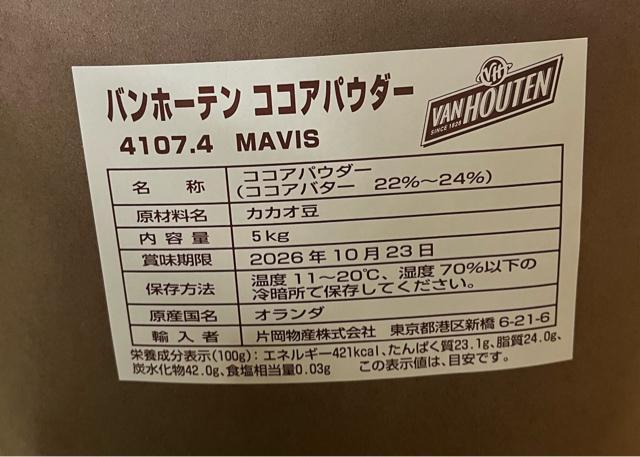 バンホーテン ココアパウダー
VH
VAN HOUTEN
SINCE 1828
4107.4 MAVIS
名 称 ココアパウダー
(ココアバター 22%~24%)
原材料名 カカオ豆
内 容 量 5kg
賞味期限 2026年10月23日
保存方法 温度11~20℃、湿度70%以下の
冷暗所で保存してください。
原産国名 オランダ
輸 入 者 片岡物産株式会社 東京都港区新橋6-21-6
栄養成分表示(100g):エネルギー421kcal、たんぱく質23.1g、脂質24.0g、
炭水化物42.0g、食塩相当量0.03g この表示値は、目安です。